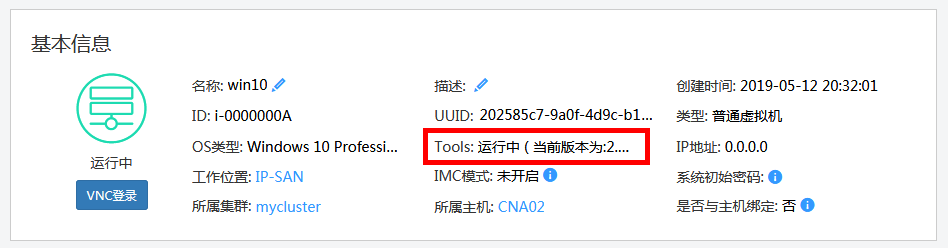 基本信息
名称: win10 描述: 创建时间: 2019-05-12 20:32:01
ID: i-0000000A UUID: 202585c7-9a0f-4d9c-b1... 类型: 普通虚拟机
OS类型: Windows 10 Professi... Tools: 运行中 ( 当前版本为:2.... IP地址: 0.0.0.0
运行中
工作位置: IP-SAN IMC模式: 未开启 系统初始密码:
VNC登录
所属集群: mycluster 所属主机: CNA02 是否与主机绑定: 否